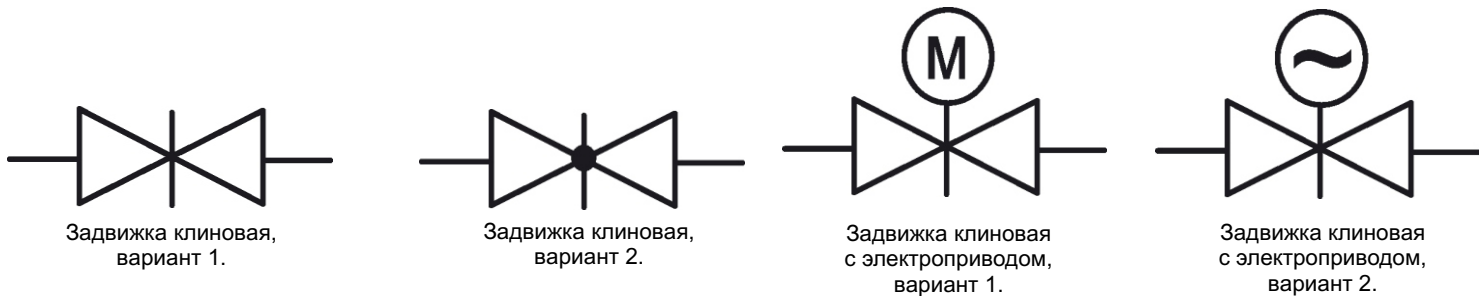 M
~
Задвижка клиновая,
вариант 1.
Задвижка клиновая,
вариант 2.
Задвижка клиновая
с электроприводом,
вариант 1.
Задвижка клиновая
с электроприводом,
вариант 2.